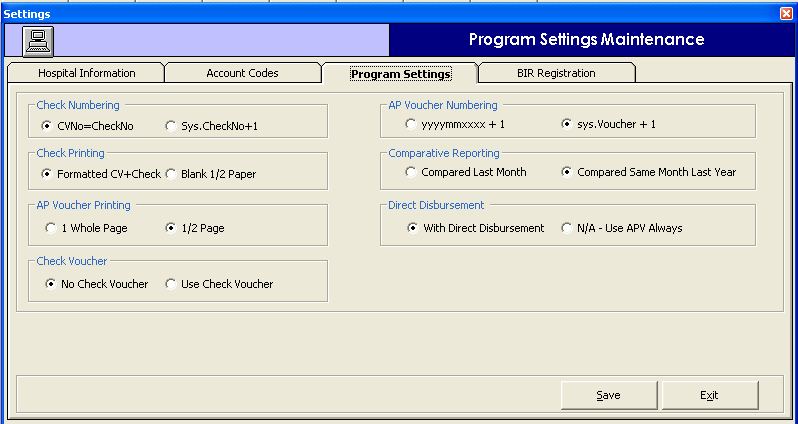 Settings
Program Settings Maintenance
Hospital Information Account Codes Program Settings BIR Registration
Check Numbering
CVNo=CheckNo Sys.CheckNo+1
Check Printing
Formatted CV+Check Blank 1/2 Paper
AP Voucher Printing
1 Whole Page 1/2 Page
Check Voucher
No Check Voucher Use Check Voucher
AP Voucher Numbering
yyyymmxxxx + 1 sys.Voucher + 1
Comparative Reporting
Compared Last Month Compared Same Month Last Year
Direct Disbursement
With Direct Disbursement N/A - Use APV Always
Save Exit